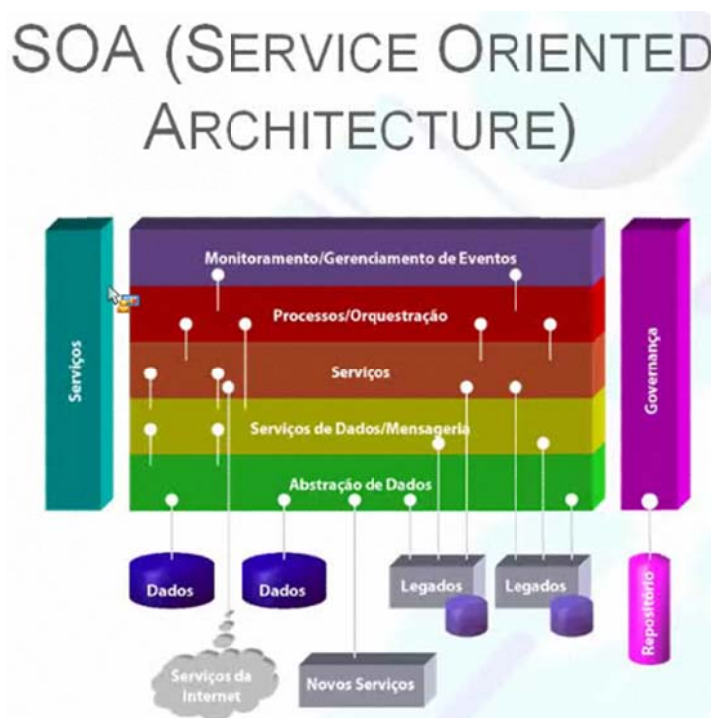 SOA (SERVICE ORIENTED
ARCHITECTURE)
Serviços
Monitoramento/Gerenciamento de Eventos
Processos/Orquestração
Serviços
Serviços de Dados/Mensageria
Abstração de Dados
Governança
Dados
Dados
Legados
Legados
Repositório
Serviços da
Internet
Novos Serviços